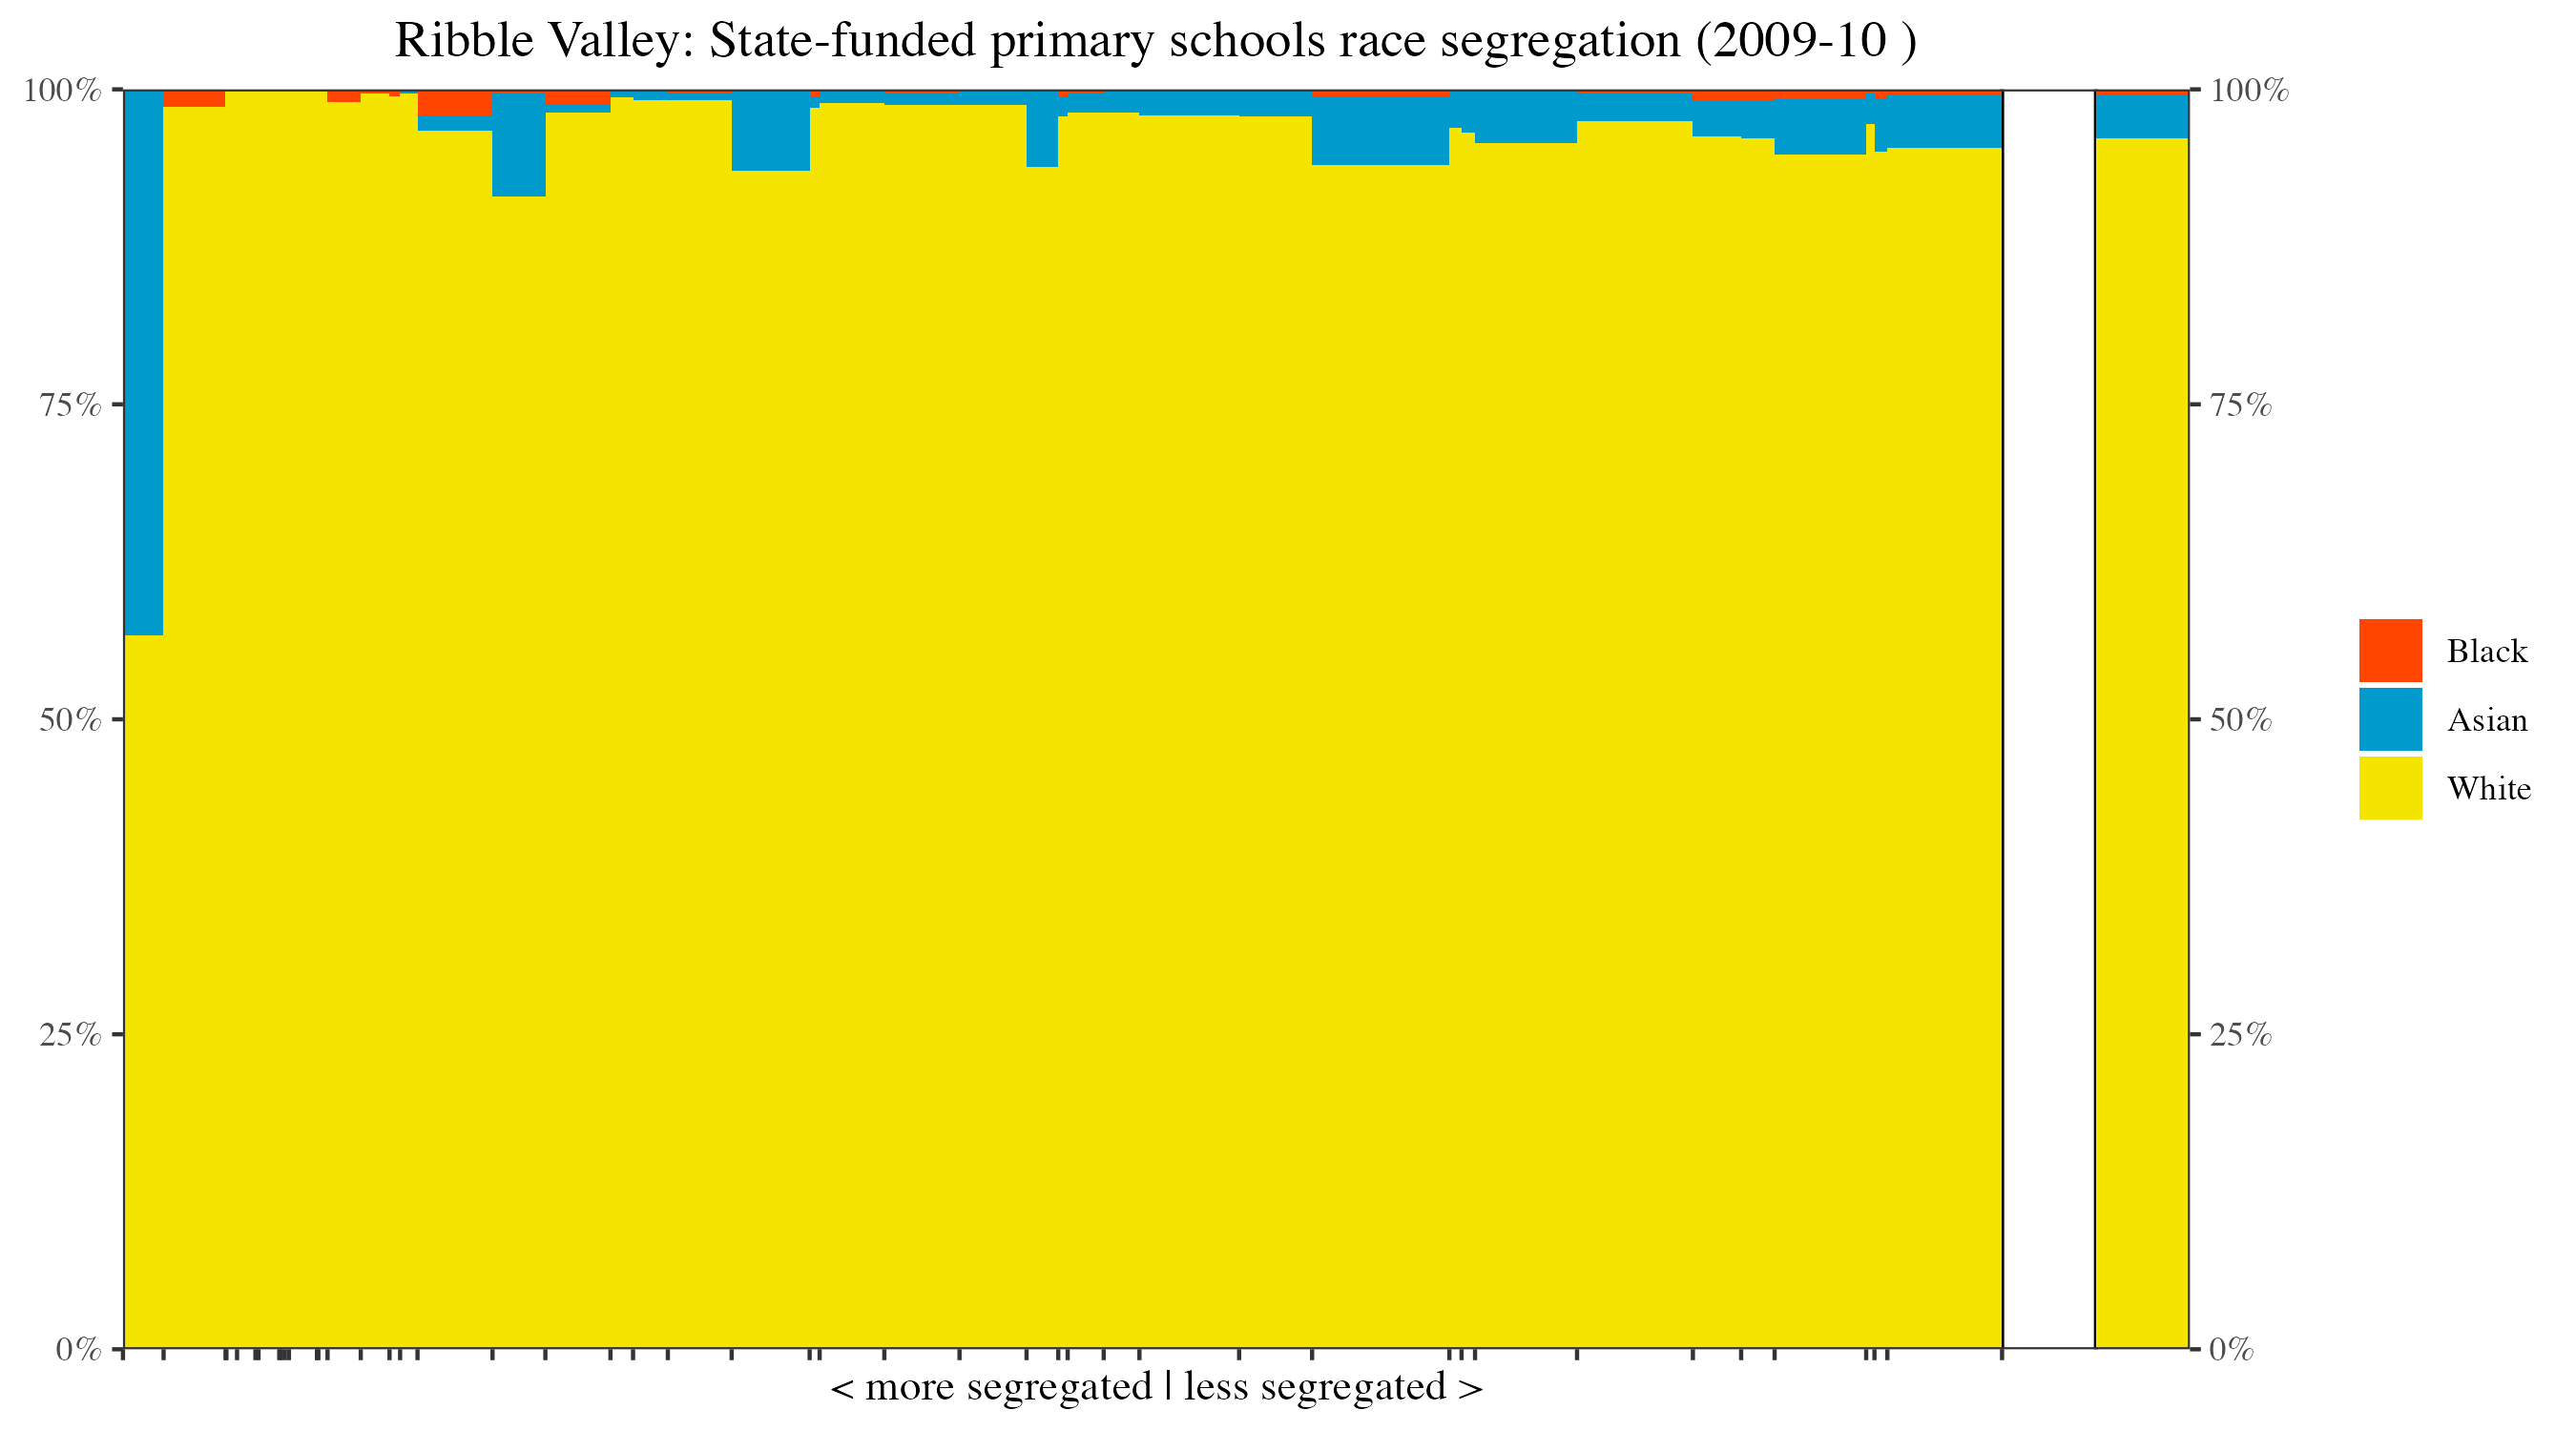 Ribble Valley: State-funded primary schools race segregation (2009-10 )
100%
75%
50%
25%
0%
100%
75%
50%
25%
0%
Black
Asian
White
< more segregated | less segregated >